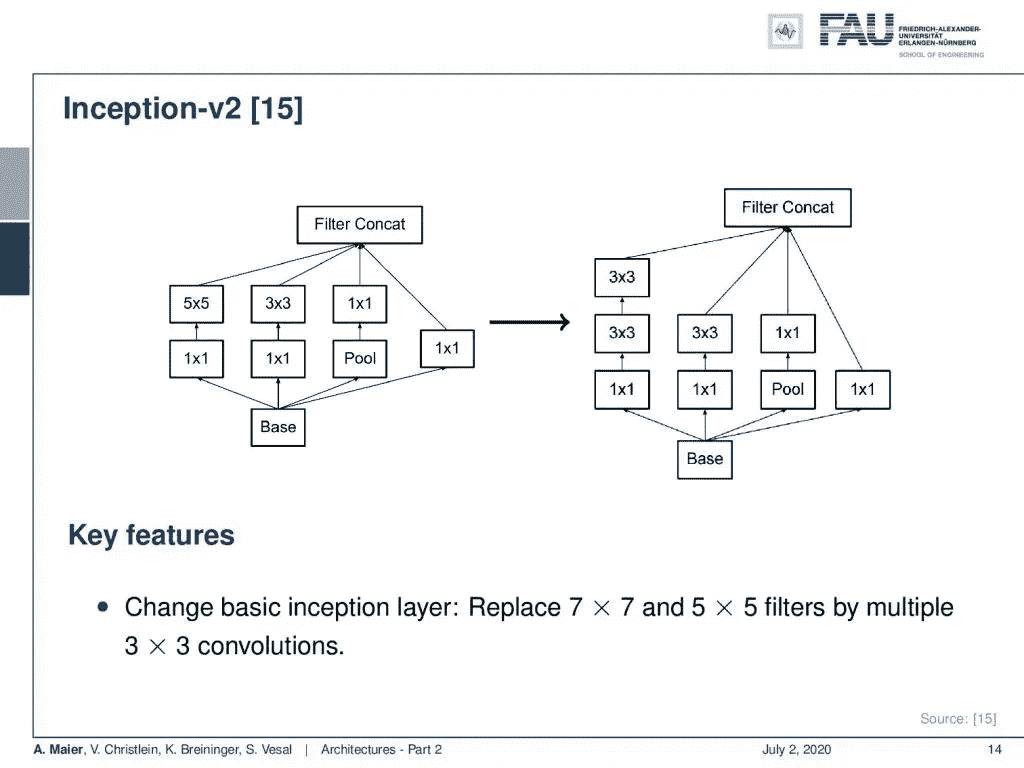 FAU
FRIEDRICH-ALEXANDER-
UNIVERSITÄT
ERLANGEN-NÜRNBERG
SCHOOL OF ENGINEERING
Inception-v2 [15]
Filter Concat
5x5 3x3 1x1
1x1 1x1 Pool 1x1
Base
Filter Concat
3x3
3x3 3x3 1x1
1x1 1x1 Pool 1x1
Base
Key features
• Change basic inception layer: Replace 7 × 7 and 5 × 5 filters by multiple
3 × 3 convolutions.
Source: [15]
A. Maier, V. Christlein, K. Breininger, S. Vesal | Architectures - Part 2 July 2, 2020 14